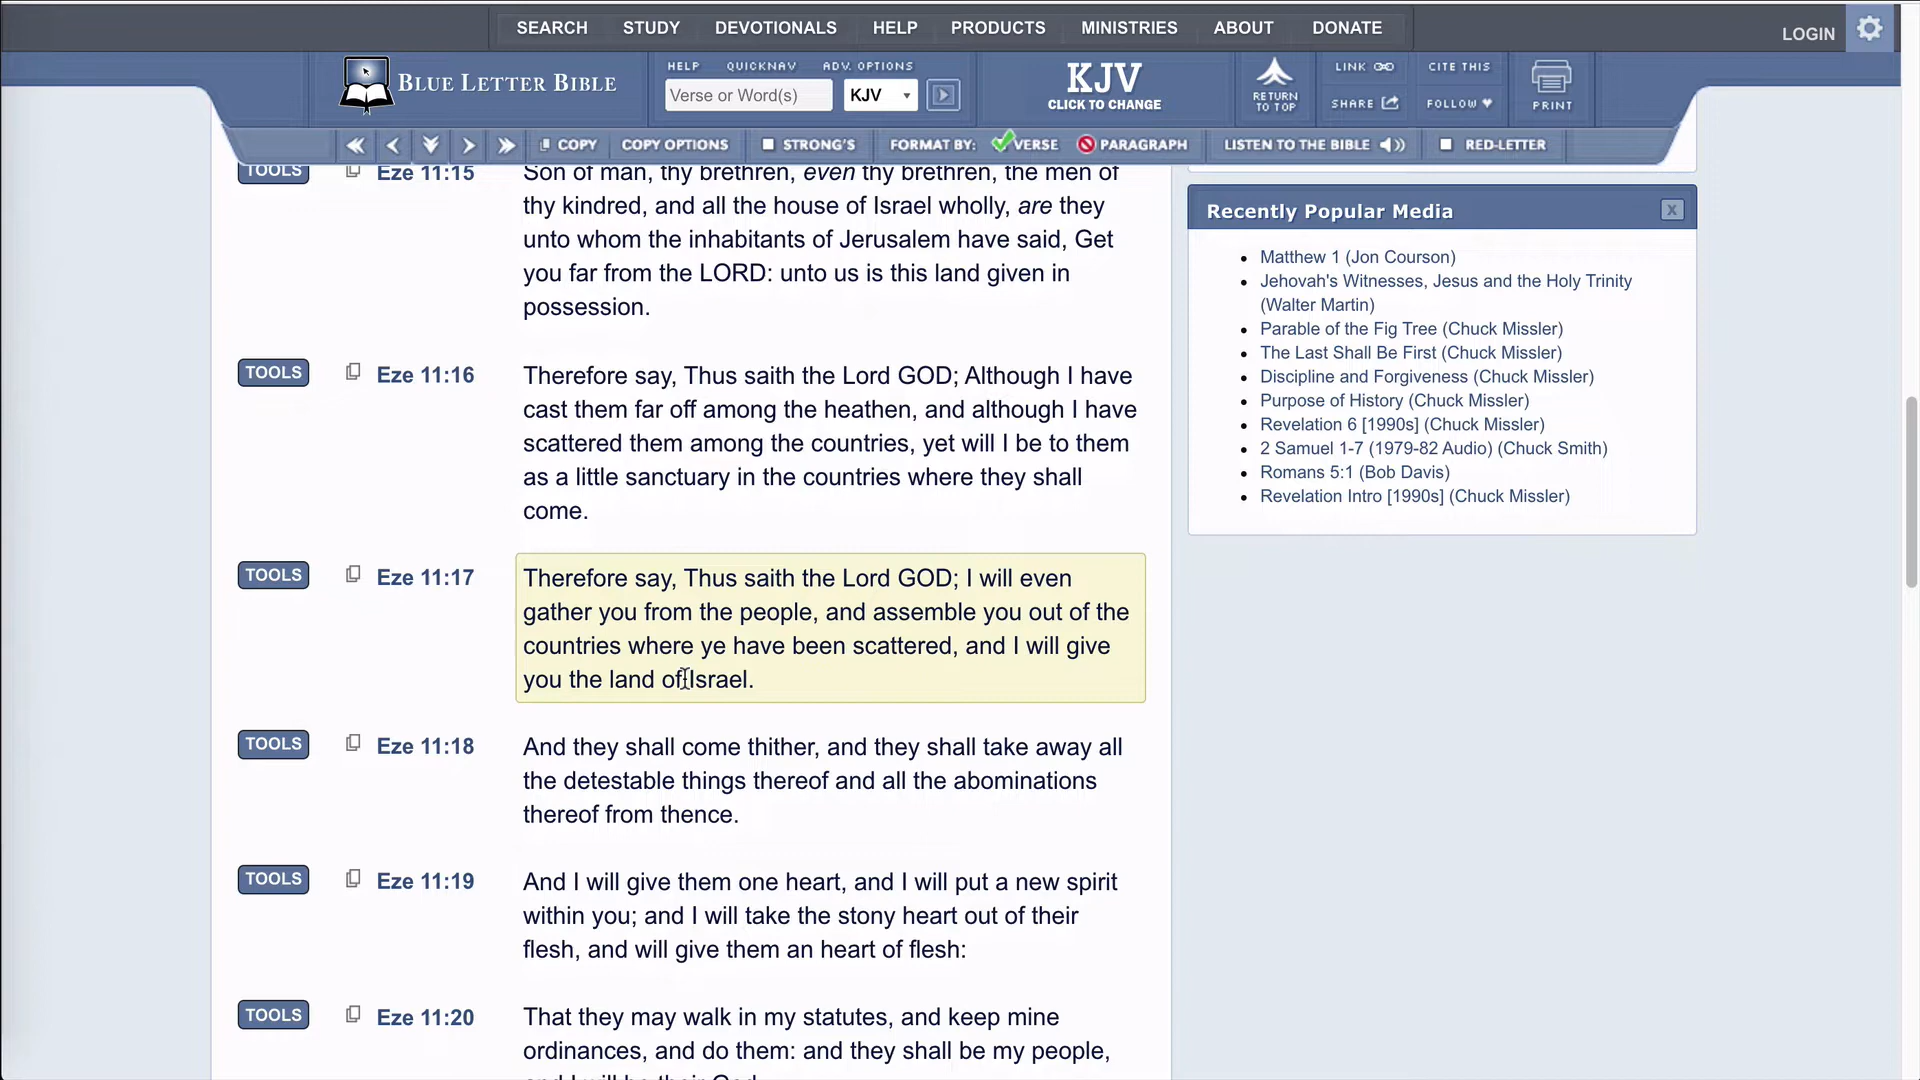 SEARCH STUDY DEVOTIONALS HELP PRODUCTS MINISTRIES ABOUT DONATE
LOGIN
BLUE LETTER BIBLE
HELP QUICKNAV ADV. OPTIONS
Verse or Word(s) KJV
KJV
CLICK TO CHANGE
RETURN
TO TOP
LINK
SHARE
CITE THIS
FOLLOW
PRINT
COPY COPY OPTIONS STRONG'S FORMAT BY: VERSE PARAGRAPH LISTEN TO THE BIBLE RED-LETTER
TOOLS Eze 11:15 Son of man, thy brethren, even thy brethren, the men of
thy kindred, and all the house of Israel wholly, are they
unto whom the inhabitants of Jerusalem have said, Get
you far from the LORD: unto us is this land given in
possession.
TOOLS Eze 11:16 Therefore say, Thus saith the Lord GOD; Although I have
cast them far off among the heathen, and although I have
scattered them among the countries, yet will I be to them
as a little sanctuary in the countries where they shall
come.
TOOLS Eze 11:17 Therefore say, Thus saith the Lord GOD; I will even
gather you from the people, and assemble you out of the
countries where ye have been scattered, and I will give
you the land of Israel.
TOOLS Eze 11:18 And they shall come thither, and they shall take away all
the detestable things thereof and all the abominations
thereof from thence.
TOOLS Eze 11:19 And I will give them one heart, and I will put a new spirit
within you; and I will take the stony heart out of their
flesh, and will give them an heart of flesh:
TOOLS Eze 11:20 That they may walk in my statutes, and keep mine
ordinances, and do them: and they shall be my people,
and I will be their God.
Recently Popular Media
X
Matthew 1 (Jon Courson)
Jehovah's Witnesses, Jesus and the Holy Trinity
(Walter Martin)
Parable of the Fig Tree (Chuck Missler)
The Last Shall Be First (Chuck Missler)
Discipline and Forgiveness (Chuck Missler)
Purpose of History (Chuck Missler)
Revelation 6 [1990s] (Chuck Missler)
2 Samuel 1-7 (1979-82 Audio) (Chuck Smith)
Romans 5:1 (Bob Davis)
Revelation Intro [1990s] (Chuck Missler)